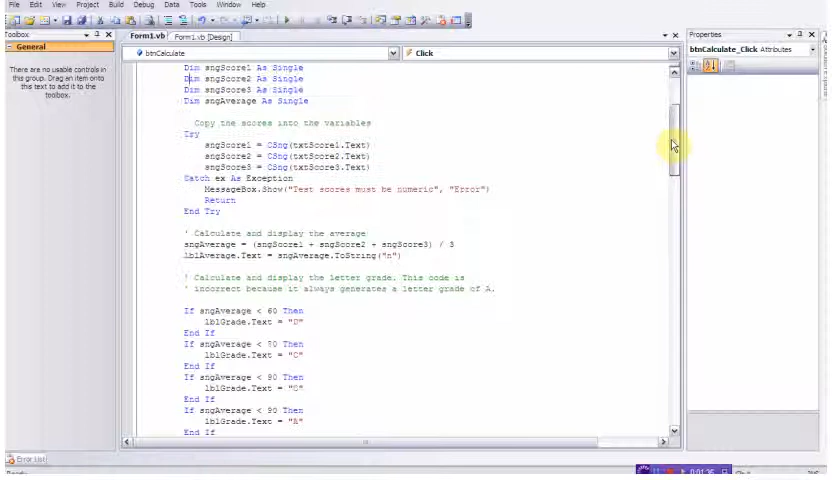 File Edit View Project Build Debug Data Tools Window Help
Toolbox
General
There are no usable controls in
this group. Drag an item onto
this text to add it to the
toolbox.
Form1.vb Form1.vb [Design]
btnCalculate
Click
Dim sngScore1 As Single
Dim sngScore2 As Single
Dim sngScore3 As Single
Dim sngAverage As Single
Copy the scores into the variables
Try
sngScore1 = CSng(txtScore1.Text)
sngScore2 = CSng(txtScore2.Text)
sngScore3 = CSng(txtScore3.Text)
Catch ex As Exception
MessageBox.Show("Test scores must be numeric", "Error")
Return
End Try
' Calculate and display the average
sngAverage = (sngScore1 + sngScore2 + sngScore3) / 3
lblAverage.Text = sngAverage.ToString("n")
' Calculate and display the letter grade. This code is
' incorrect because it always generates a letter grade of A.
If sngAverage < 60 Then
lblGrade.Text = "D"
End If
If sngAverage < 70 Then
lblGrade.Text = "C"
End If
If sngAverage < 90 Then
lblGrade.Text =
End If
If sngAverage < 90 Then
lblGrade.Text = "A"
End If
Properties
btnCalculate_Click Attributes
Error List
0:01:36